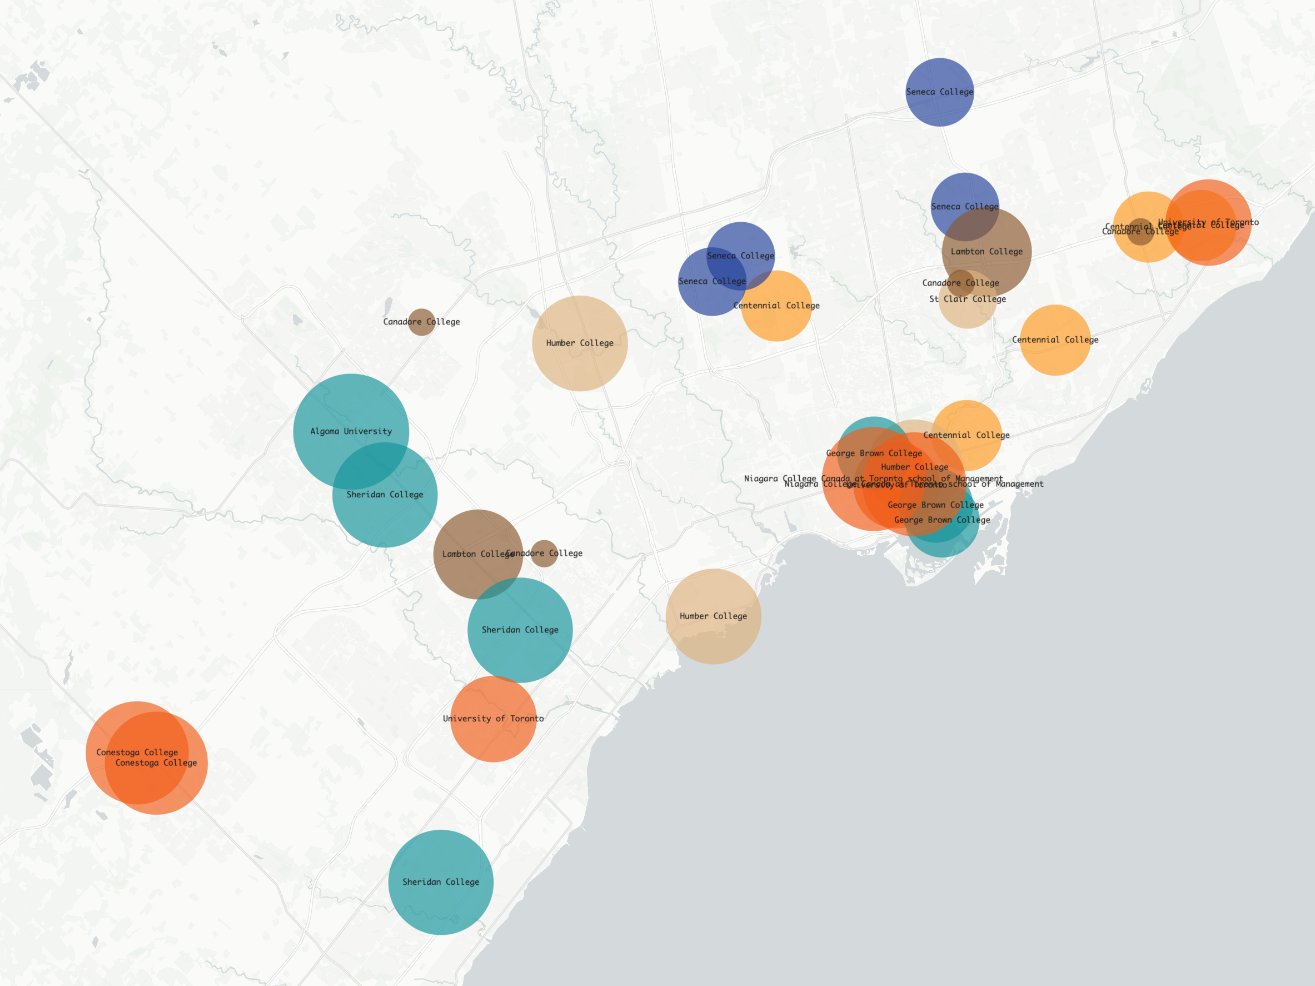 Seneca College
Seneca College
University of Toronto
Centennial College
Centennial College
Canadore College
Lambton College
Seneca College
Seneca College
Canadore College
St Clair College
Centennial College
Canadore College
Humber College
Centennial College
Algoma University
Centennial College
George Brown College
Humber College
Niagara College Canada at Toronto school of Management
Niagara College Canada at Toronto school of Management
University of Toronto
Sheridan College
George Brown College
George Brown College
Lambton College
Canadore College
Humber College
Sheridan College
University of Toronto
Conestoga College
Conestoga College
Sheridan College